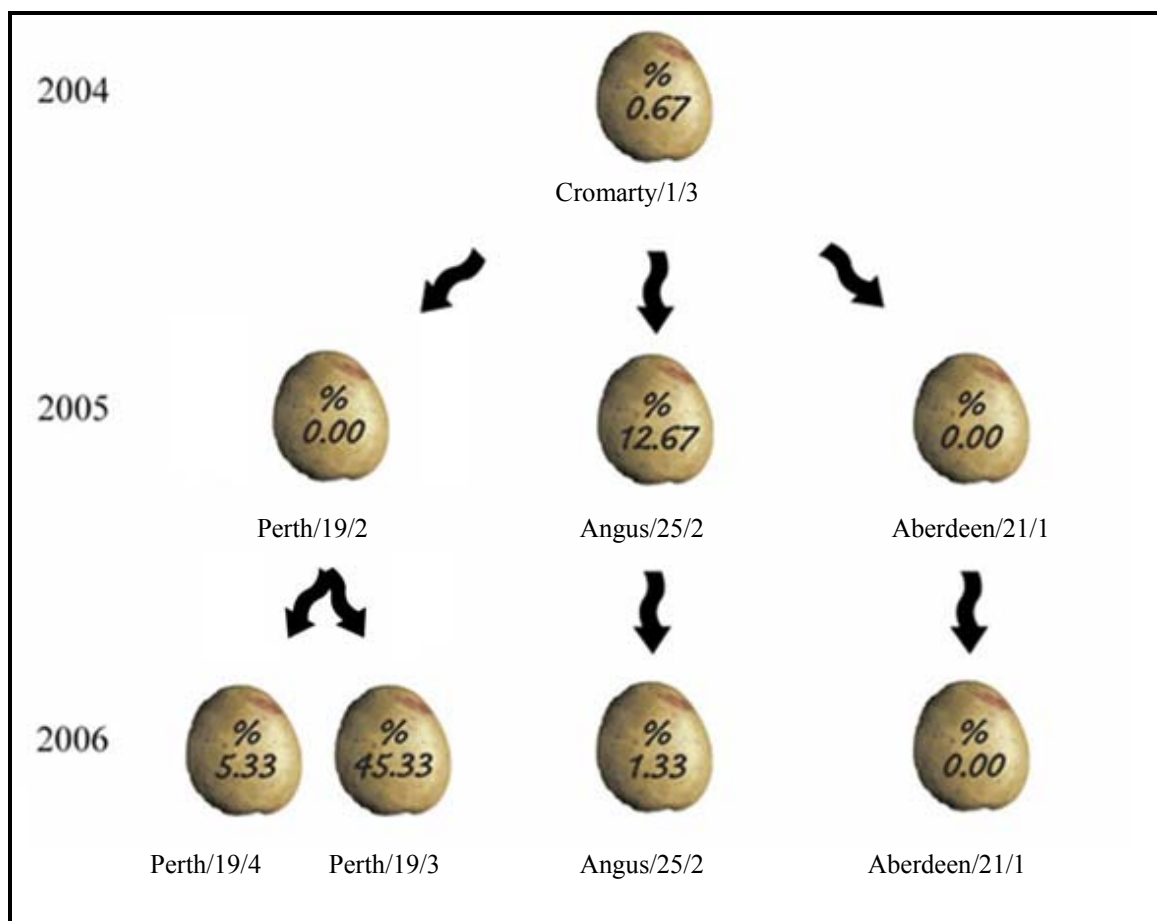 2004
%
0.67
Cromarty/1/3
2005
%
0.00
%
12.67
%
0.00
Perth/19/2
Angus/25/2
Aberdeen/21/1
2006
%
5.33
%
45.33
%
1.33
%
0.00
Perth/19/4
Perth/19/3
Angus/25/2
Aberdeen/21/1